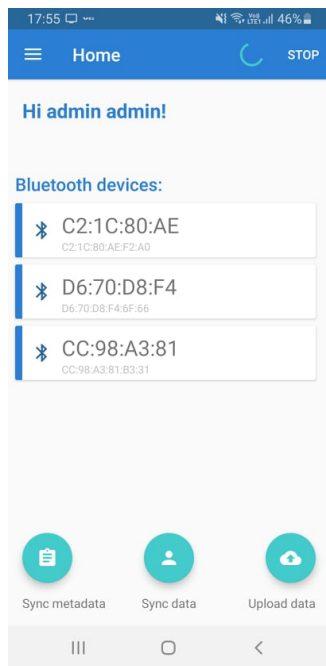 17:55 46%
Home STOP
Hi admin admin!
Bluetooth devices:
C2:1C:80:AE
C2:1C:80:AE:F2:A0
D6:70:D8:F4
D6:70:D8:F4:6F:66
CC:98:A3:81
CC:98:A3:81:B3:31
Sync metadata Sync data Upload data